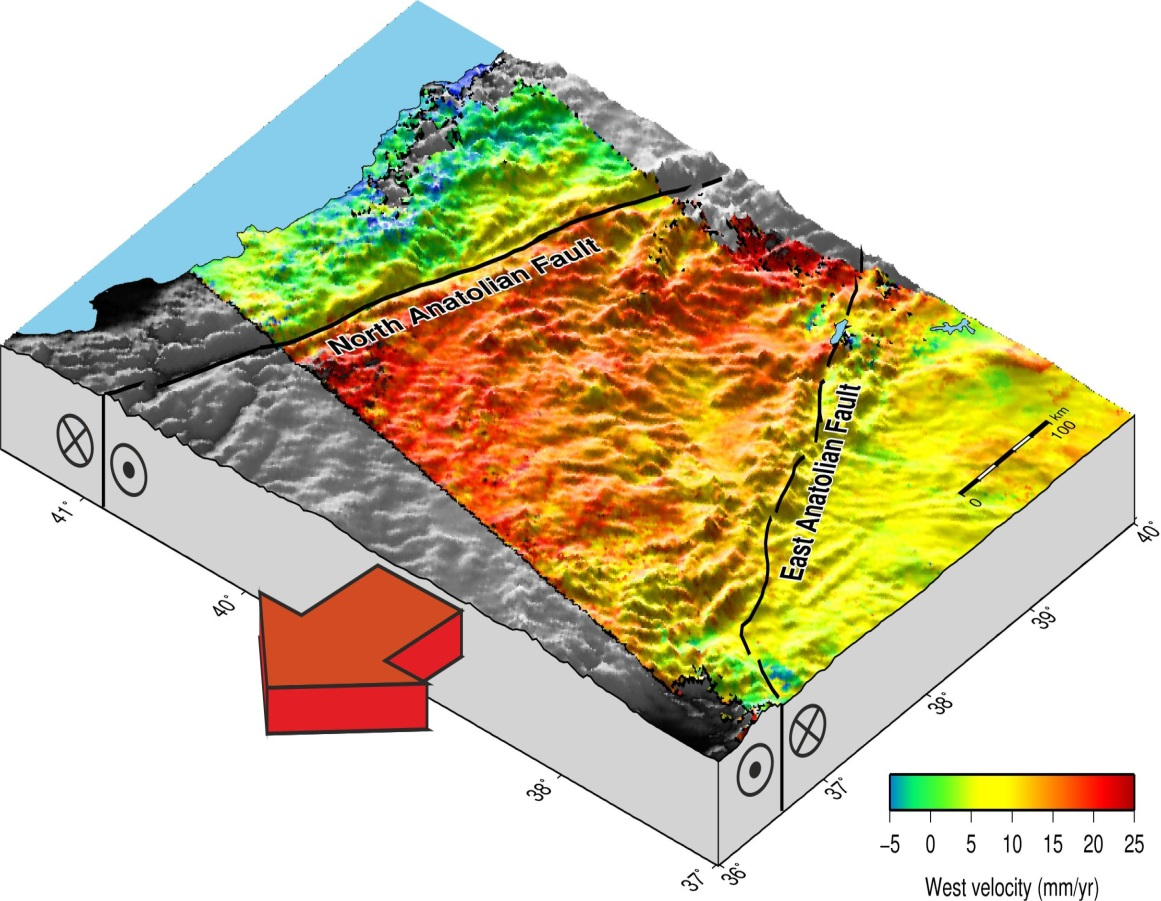 North Anatolian Fault
East Anatolian Fault
km
100
0
41°
40°
38°
37°
36°
37°
38°
39°
40°
−5 0 5 10 15 20 25
West velocity (mm/yr)